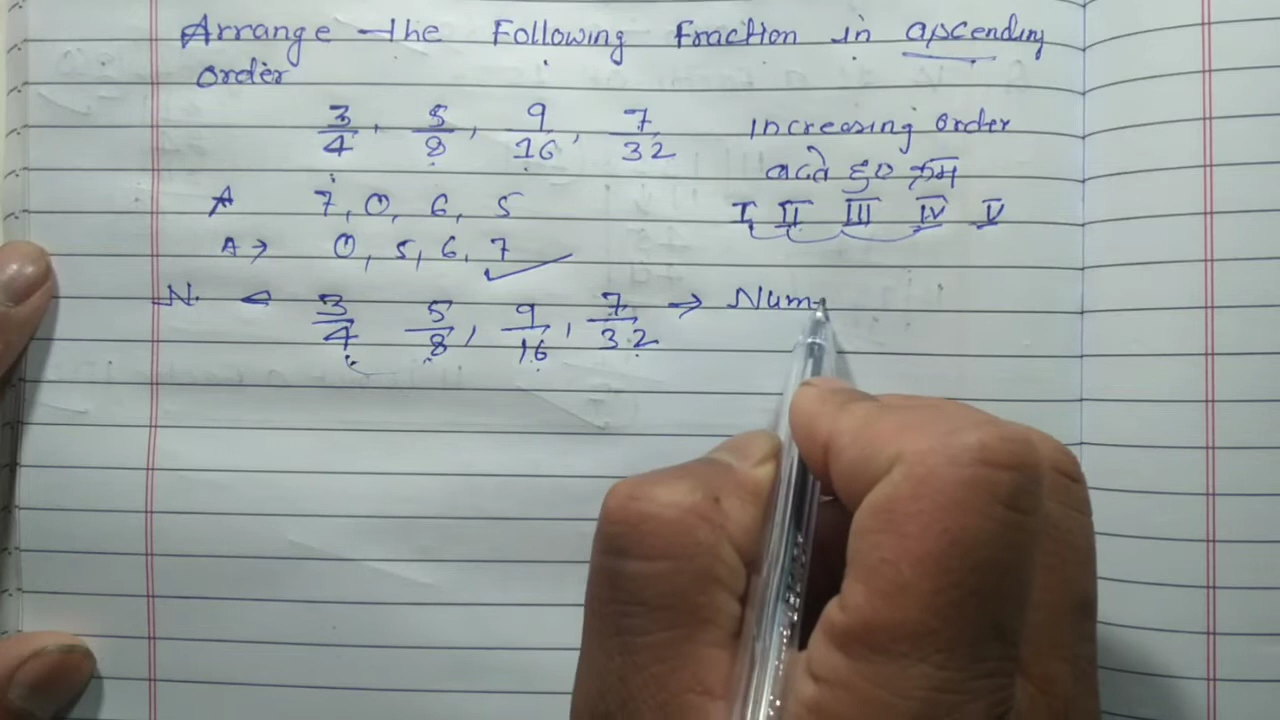 Arrange the Following Fraction in ascending
order
3/4, 5/8, 9/16, 7/32 Increasing order
बढते हुए क्रम
A 7, 0, 6, 5 I II III IV V
A → 0, 5, 6, 7 ✓
N. < 3/4 5/8, 9/16, 7/32 → Num